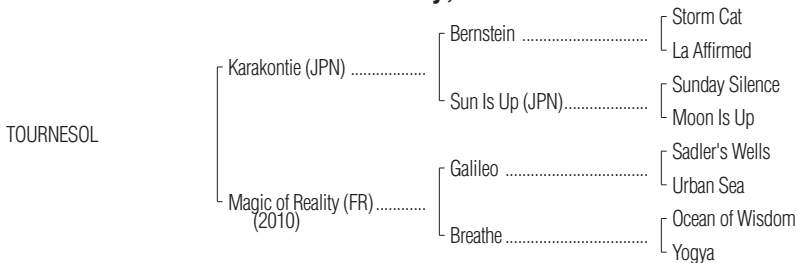 Storm Cat
Bernstein ..............................
La Affirmed
Karakontie (JPN) ..................
Sunday Silence
Sun Is Up (JPN)....................
Moon Is Up
TOURNESOL
Sadler's Wells
Galileo ..................................
Urban Sea
Magic of Reality (FR)............
(2010)
Ocean of Wisdom
Breathe ..................................
Yogya